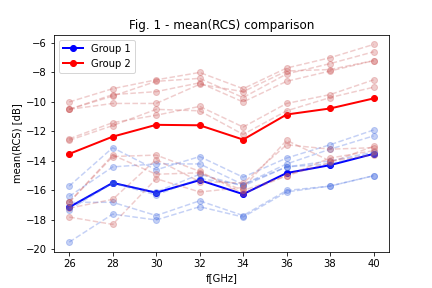 Fig. 1 - mean(RCS) comparison
Group 1
Group 2
mean(RCS) [dB]
−6
−8
−10
−12
−14
−16
−18
−20
26 28 30 32 34 36 38 40
f[GHz]